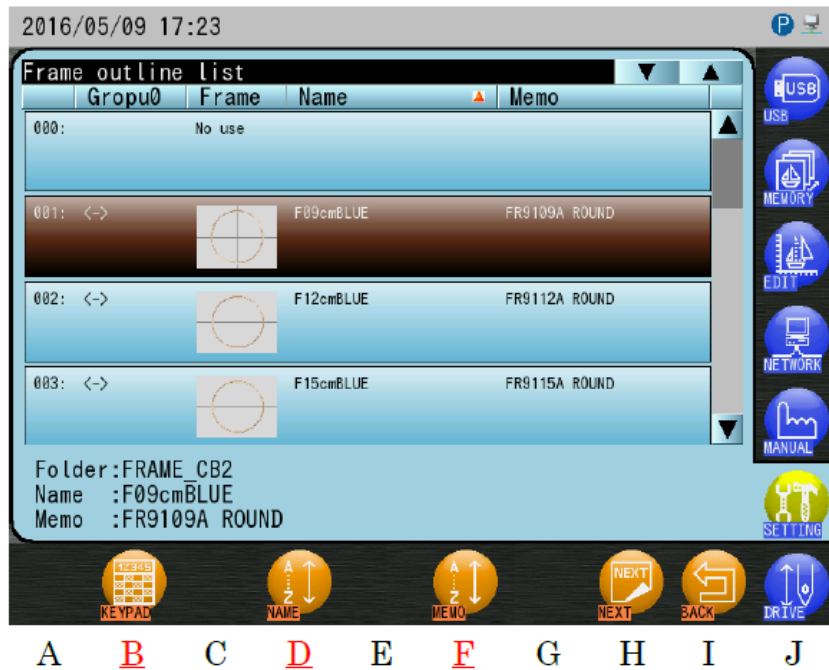 2016/05/09 17:23
P
Frame outline list
Gropu0 Frame Name Memo
000: No use
001: <-> F09cmBLUE FR9109A ROUND
002: <-> F12cmBLUE FR9112A ROUND
003: <-> F15cmBLUE FR9115A ROUND
Folder:FRAME_CB2
Name :F09cmBLUE
Memo :FR9109A ROUND
USB
USB
MEMORY
EDIT
NETWORK
MANUAL
SETTING
12345
KEYPAD
A
Z
NAME
A
Z
MEMO
NEXT
NEXT
BACK
DRIVE
A B C D E F G H I J